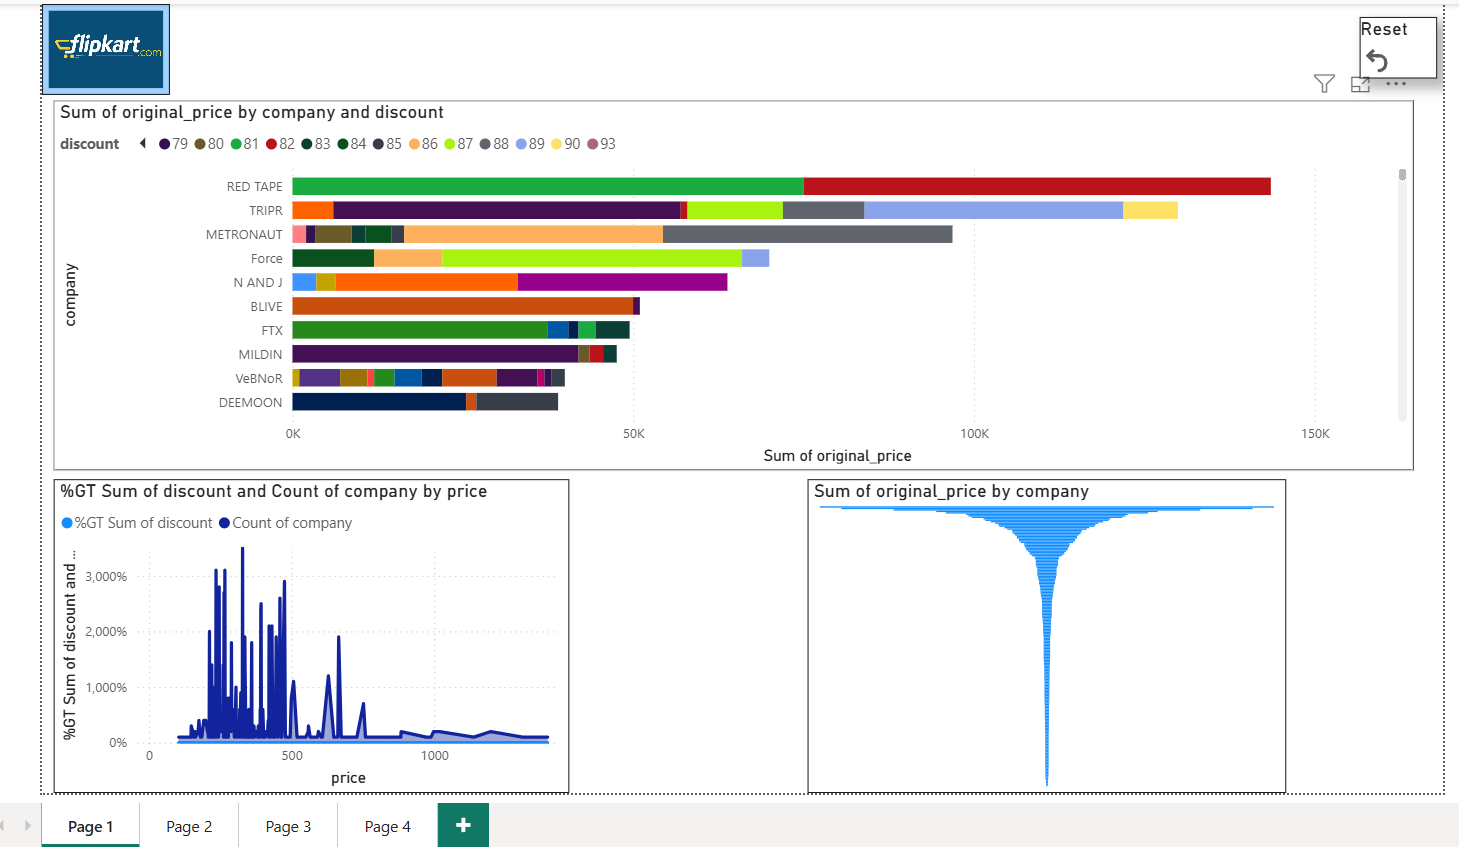 flipkart.com
Reset
Sum of original_price by company and discount
discount 79 80 81 82 83 84 85 86 87 88 89 90 93
RED TAPE
TRIPR
METRONAUT
Force
N AND J
BLIVE
FTX
MILDIN
VeBNoR
DEEMOON
company
0K 50K 100K 150K
Sum of original_price
%GT Sum of discount and Count of company by price
%GT Sum of discount Count of company
%GT Sum of discount and ...
3,000%
2,000%
1,000%
0%
0 500 1000
price
Sum of original_price by company
Page 1 Page 2 Page 3 Page 4 +